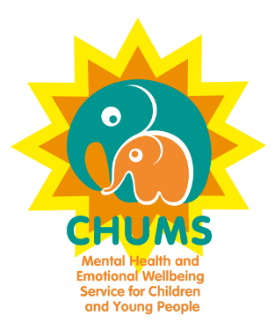 CHUMS
Mental Health and
Emotional Wellbeing
Service for Children
and Young People